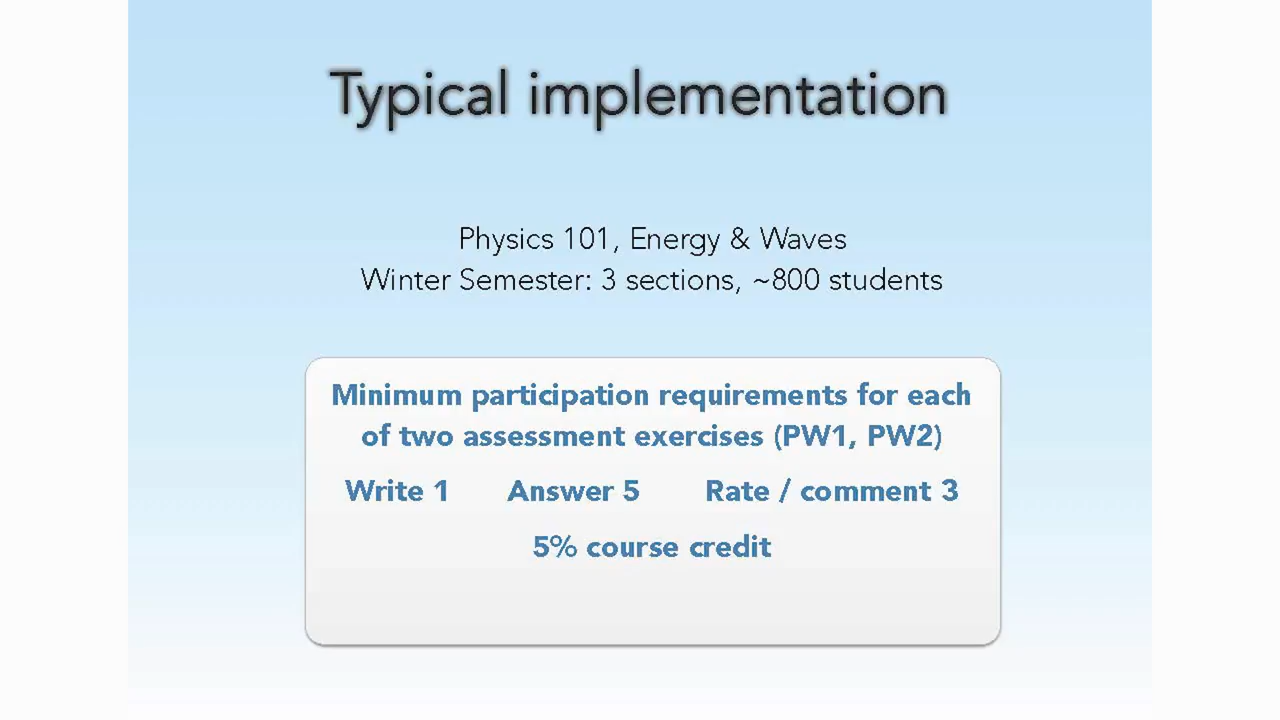 Typical implementation
Physics 101, Energy & Waves
Winter Semester: 3 sections, ~800 students
Minimum participation requirements for each
of two assessment exercises (PW1, PW2)
Write 1 Answer 5 Rate / comment 3
5% course credit